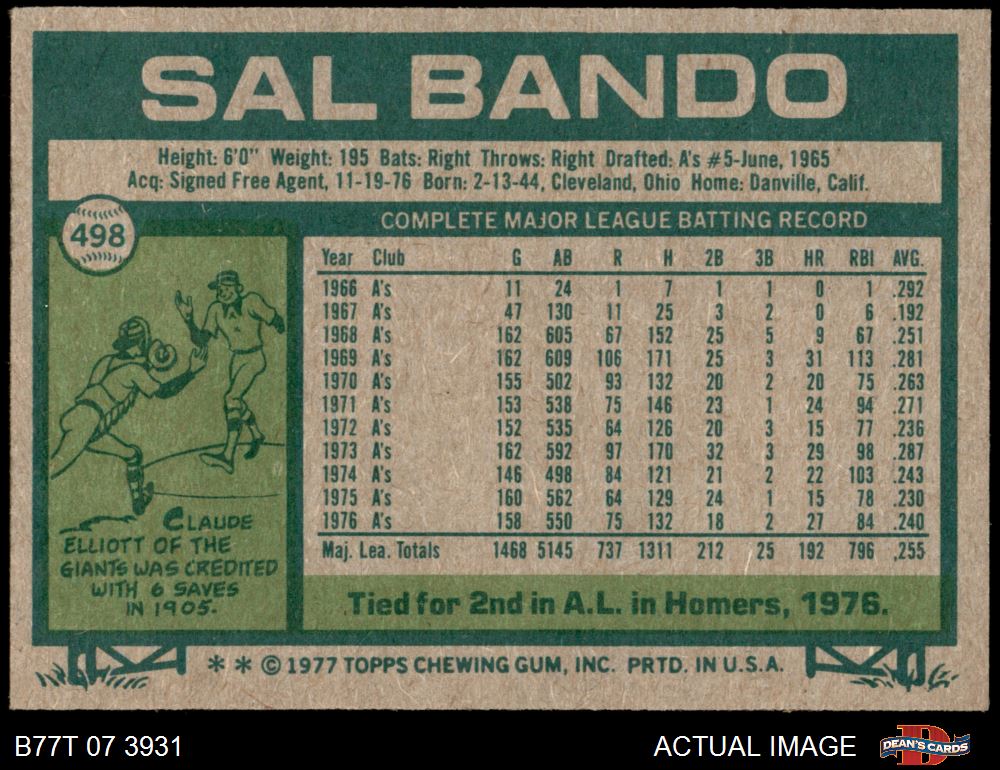 SAL BANDO
Height: 6'0" Weight: 195 Bats: Right Throws: Right Drafted: A's #5-June, 1965
Acq: Signed Free Agent, 11-19-76 Born: 2-13-44, Cleveland, Ohio Home: Danville, Calif.
498
COMPLETE MAJOR LEAGUE BATTING RECORD
Year Club G AB R H 2B 3B HR RBI AVG.
1966 A's 11 24 1 7 1 1 0 1 .292
1967 A's 47 130 11 25 3 2 0 6 .192
1968 A's 162 605 67 152 25 5 9 67 .251
1969 A's 162 609 106 171 25 3 31 113 .281
1970 A's 155 502 93 132 20 2 20 75 .263
1971 A's 153 538 75 146 23 1 24 94 .271
1972 A's 152 535 64 126 20 3 15 77 .236
1973 A's 162 592 97 170 32 3 29 98 .287
1974 A's 146 498 84 121 21 2 22 103 .243
1975 A's 160 562 64 129 24 1 15 78 .230
1976 A's 158 550 75 132 18 2 27 84 .240
Maj. Lea. Totals 1468 5145 737 1311 212 25 192 796 .255
CLAUDE
ELLIOTT OF THE
GIANTS WAS CREDITED
WITH 6 SAVES
IN 1905.
Tied for 2nd in A.L. in Homers, 1976.
* * © 1977 TOPPS CHEWING GUM, INC. PRTD. IN U.S.A.
B77T 07 3931
ACTUAL IMAGE
D
DEAN'S CARDS